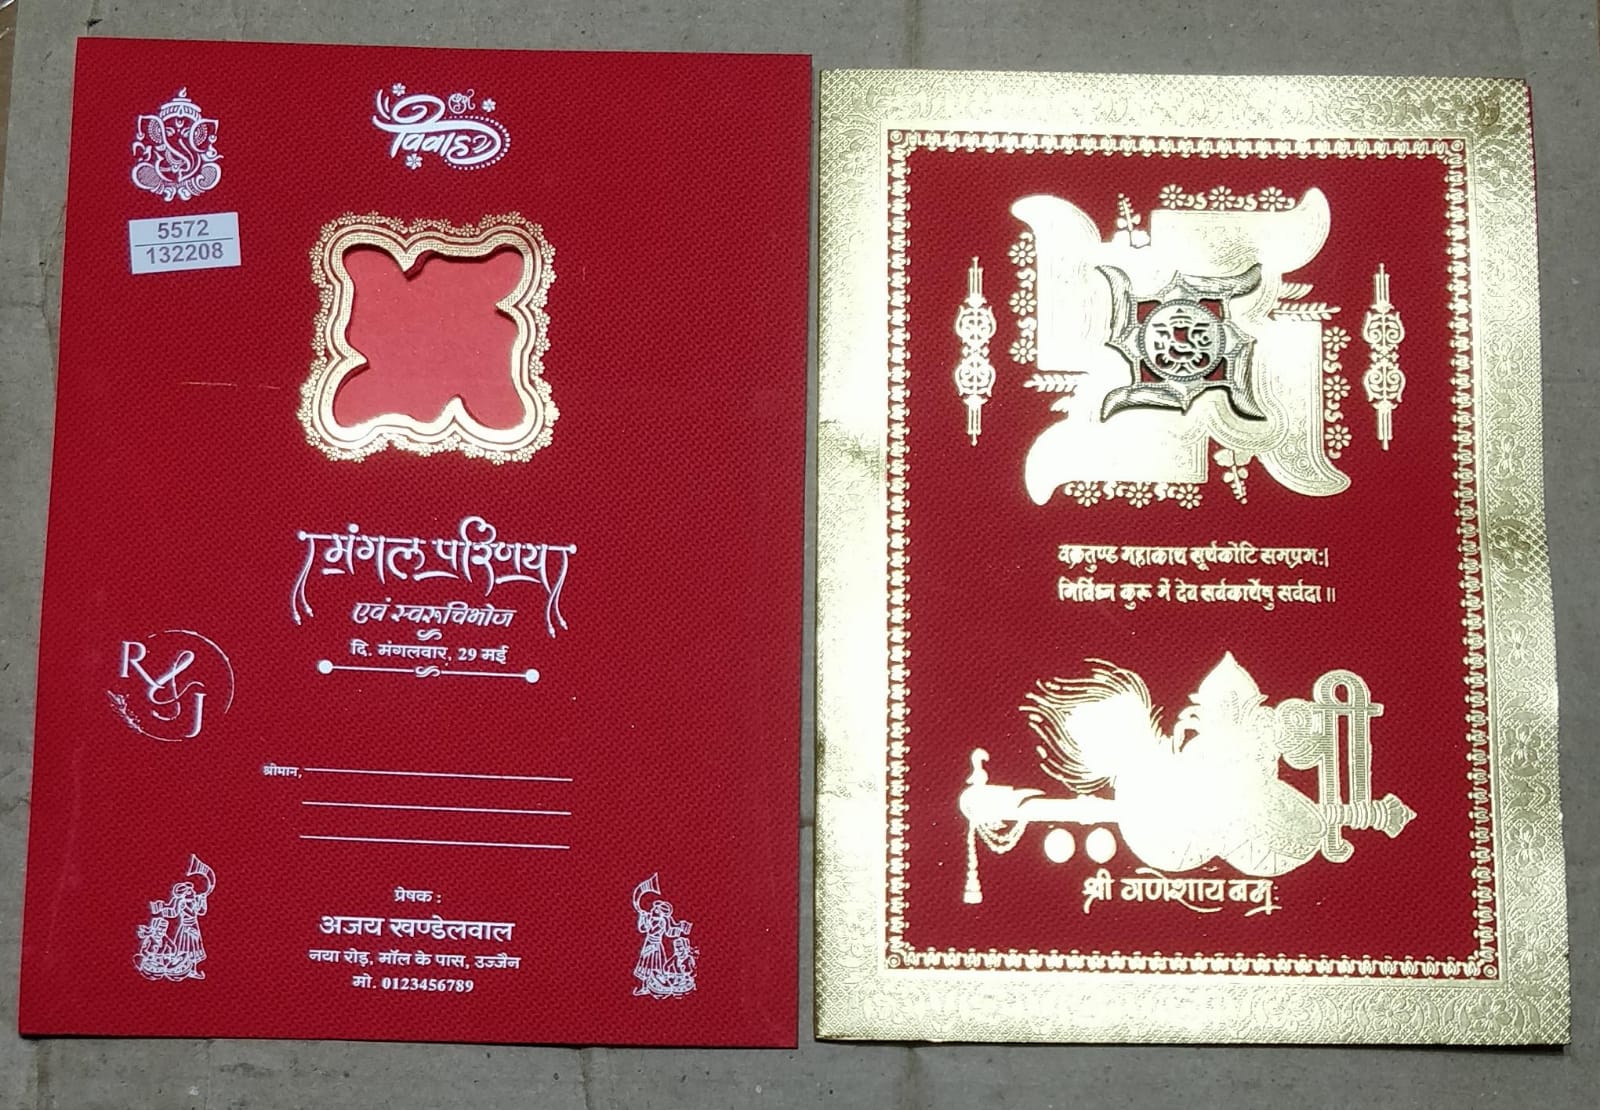 विवाह
5572
132208
मंगल परिणय
एवं स्वरूचिभोज
दि. मंगलवार, 29 मई
R & J
श्रीमान,
प्रेषक :
अजय खण्डेलवाल
नया रोड़, मॉल के पास, उज्जैन
मो. 0123456789
वक्रतुण्ड महाकाय सूर्यकोटि समप्रभः।
निर्विघ्न कुरू मे देव सर्वकार्येषु सर्वदा॥
श्री
श्री गणेशाय नमः